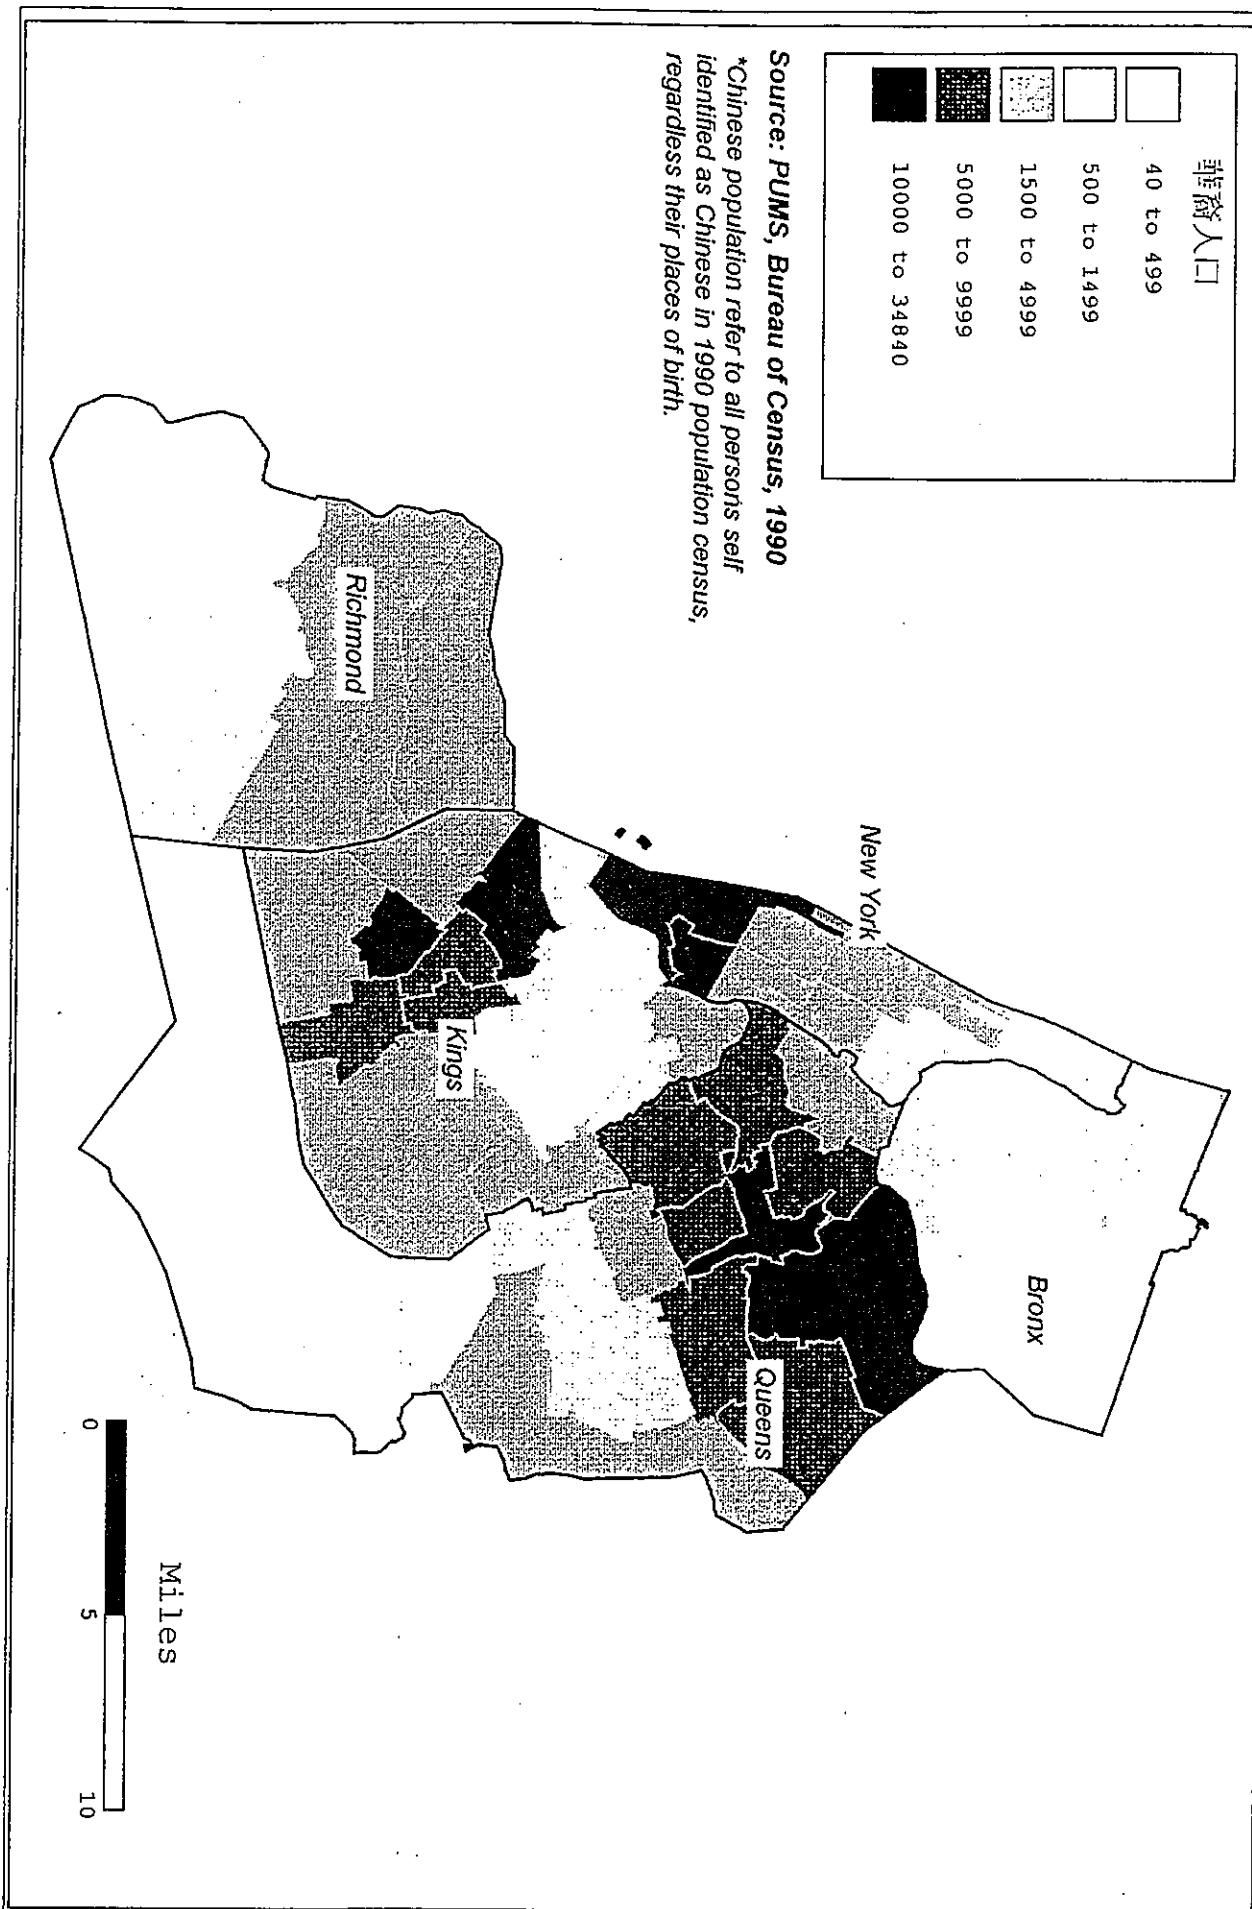 華裔人口
40 to 499
500 to 1499
1500 to 4999
5000 to 9999
10000 to 34840
Source: PUMS, Bureau of Census, 1990
*Chinese population refer to all persons self
identified as Chinese in 1990 population census,
regardless their places of birth.
New York
Bronx
Queens
Kings
Richmond
Miles
0 5 10